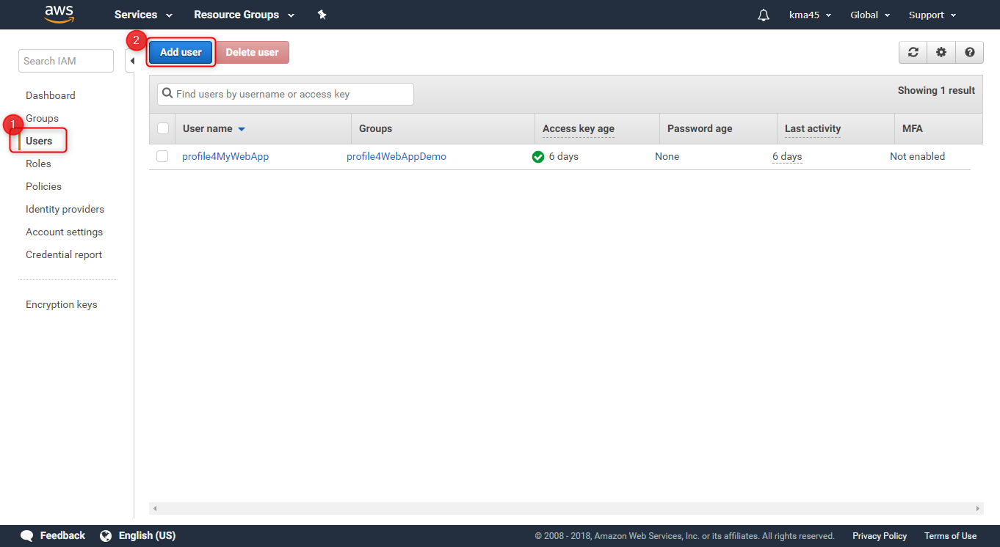 aws Services Resource Groups kma45 Global Support
2
Add user Delete user
Search IAM
Find users by username or access key Showing 1 result
Dashboard
Groups
1
Users
Roles
Policies
Identity providers
Account settings
Credential report
Encryption keys
User name Groups Access key age Password age Last activity MFA
profile4MyWebApp profile4WebAppDemo 6 days None 6 days Not enabled
Feedback English (US) © 2008 - 2018, Amazon Web Services, Inc. or its affiliates. All rights reserved. Privacy Policy Terms of Use